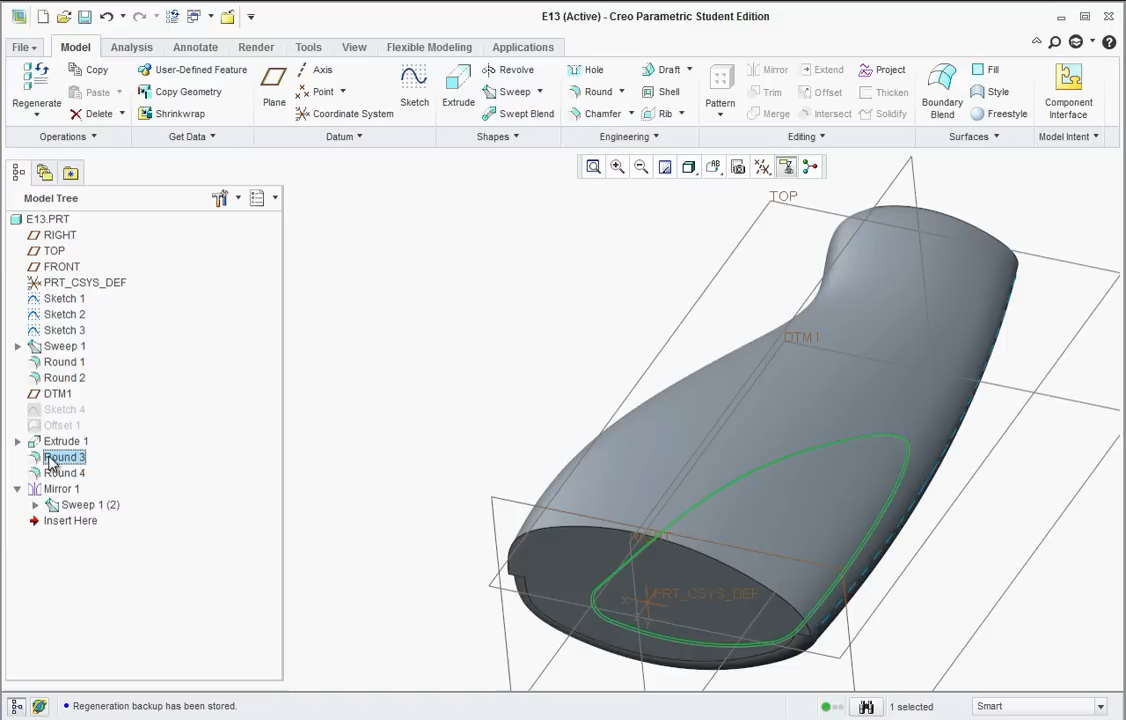 E13 (Active) - Creo Parametric Student Edition
File Model Analysis Annotate Render Tools View Flexible Modeling Applications
Regenerate Copy Paste Delete
User-Defined Feature Copy Geometry Shrinkwrap
Plane Axis Point Coordinate System Sketch
Extrude Revolve Sweep Swept Blend
Hole Round Chamfer Draft Shell Rib
Pattern Mirror Trim Merge Extend Offset Intersect Project Thicken Solidify
Boundary Blend Fill Style Freestyle
Component Interface
Operations Get Data Datum Shapes Engineering Editing Surfaces Model Intent
Model Tree
E13.PRT
RIGHT
TOP
FRONT
PRT_CSYS_DEF
Sketch 1
Sketch 2
Sketch 3
Sweep 1
Round 1
Round 2
DTM1
Sketch 4
Offset 1
Extrude 1
Round 3
Round 4
Mirror 1
Sweep 1 (2)
Insert Here
TOP
DTM1
PRT_CSYS_DEF
Regeneration backup has been stored.
1 selected
Smart